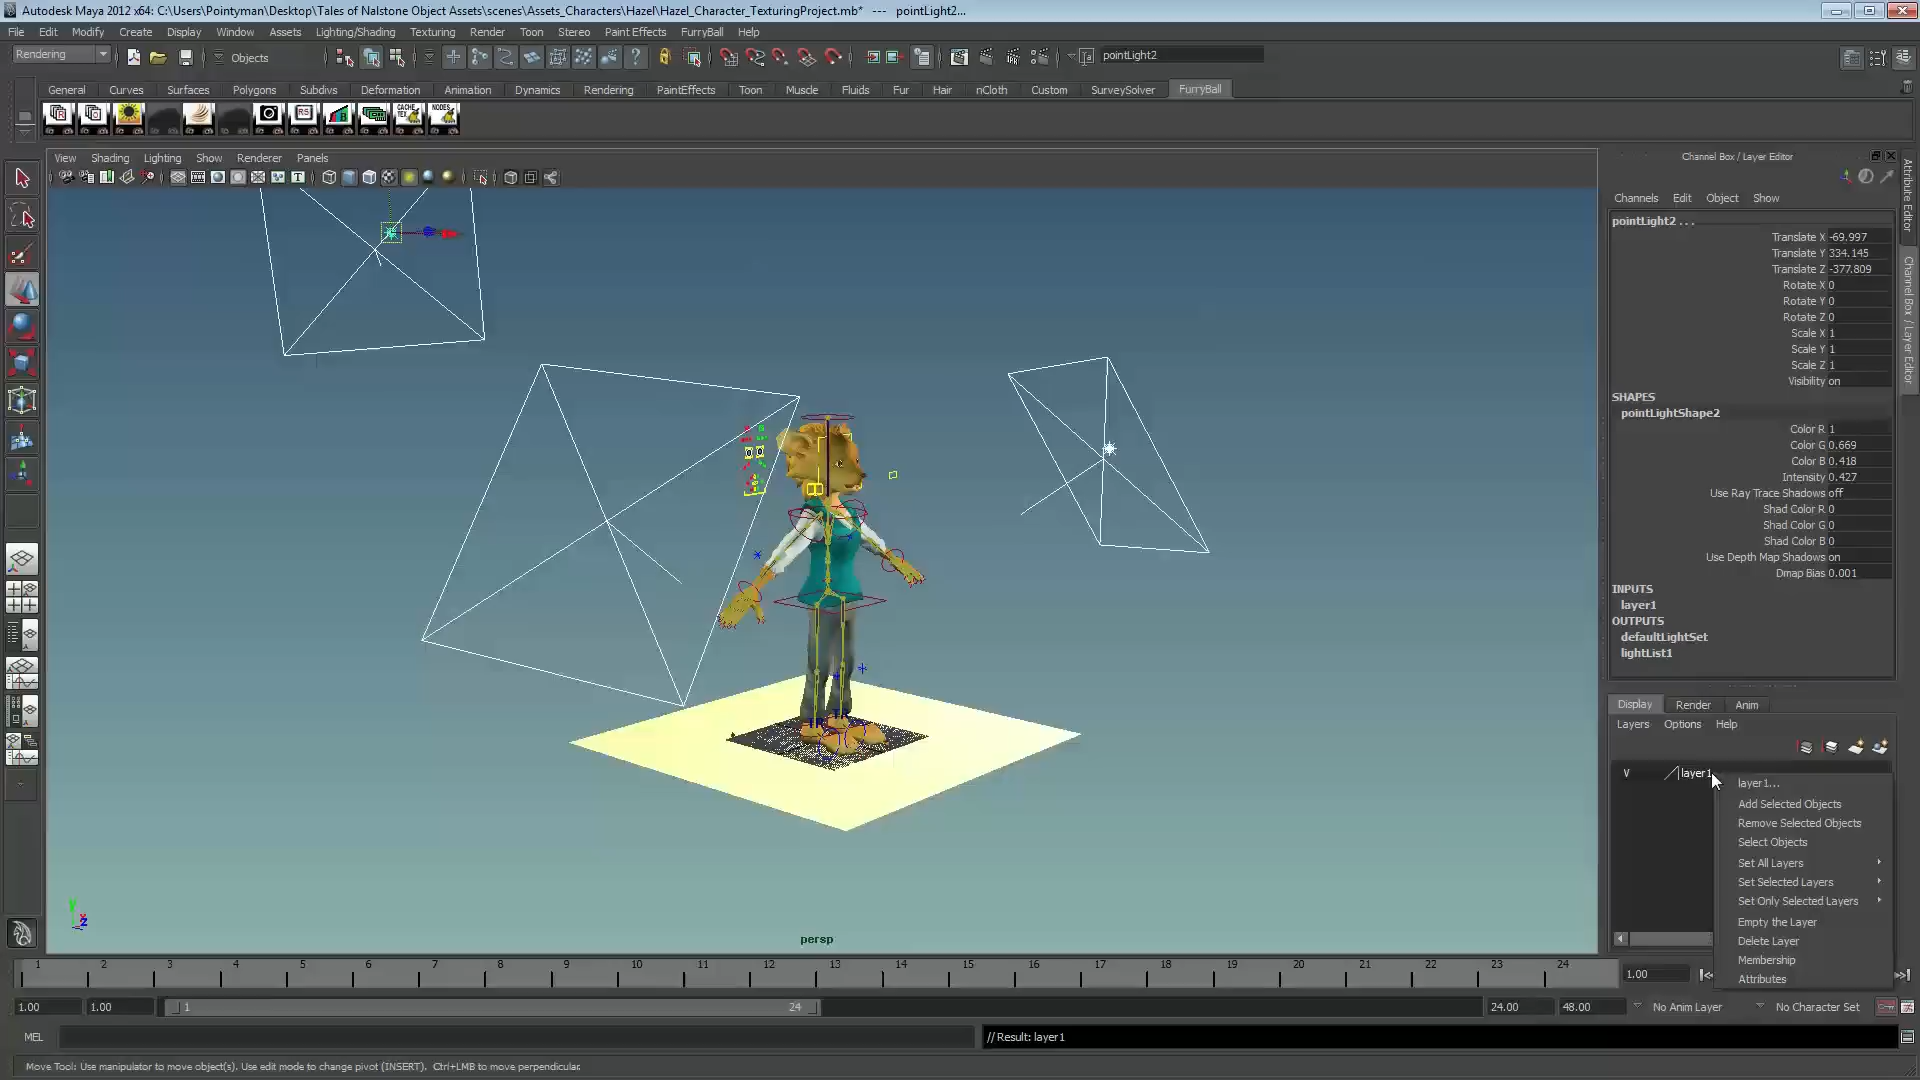 Autodesk Maya 2012 x64: C:\Users\Pointyman\Desktop\Tales of Nalstone Object Assets\scenes\Assets_Characters\Hazel\Hazel_Character_TexturingProject.mb* --- pointLight2...
File Edit Modify Create Display Window Assets Lighting/Shading Texturing Render Toon Stereo Paint Effects FurryBall Help
Rendering Objects pointLight2
General Curves Surfaces Polygons Subdivs Deformation Animation Dynamics Rendering PaintEffects Toon Muscle Fluids Fur Hair nCloth Custom SurveySolver FurryBall
RS CACHE TEX NODES
View Shading Lighting Show Renderer Panels
Channel Box / Layer Editor
Attribute Editor
Channel Box / Layer Editor
Channels Edit Object Show
pointLight2 . . .
Translate X -69.997
Translate Y 334.145
Translate Z -377.809
Rotate X 0
Rotate Y 0
Rotate Z 0
Scale X 1
Scale Y 1
Scale Z 1
Visibility on
SHAPES
pointLightShape2
Color R 1
Color G 0.669
Color B 0.418
Intensity 0.427
Use Ray Trace Shadows off
Shad Color R 0
Shad Color G 0
Shad Color B 0
Use Depth Map Shadows on
Dmap Bias 0.001
INPUTS
layer1
OUTPUTS
defaultLightSet
lightList1
Display Render Anim
Layers Options Help
V layer1
layer1...
Add Selected Objects
Remove Selected Objects
Select Objects
Set All Layers
Set Selected Layers
Set Only Selected Layers
Empty the Layer
Delete Layer
Membership
Attributes
persp
1 2 3 4 5 6 7 8 9 10 11 12 13 14 15 16 17 18 19 20 21 22 23 24 1.00
1.00 1.00 1 24 24.00 48.00 No Anim Layer No Character Set
MEL // Result: layer1
Move Tool: Use manipulator to move object(s). Use edit mode to change pivot (INSERT). Ctrl+LMB to move perpendicular.